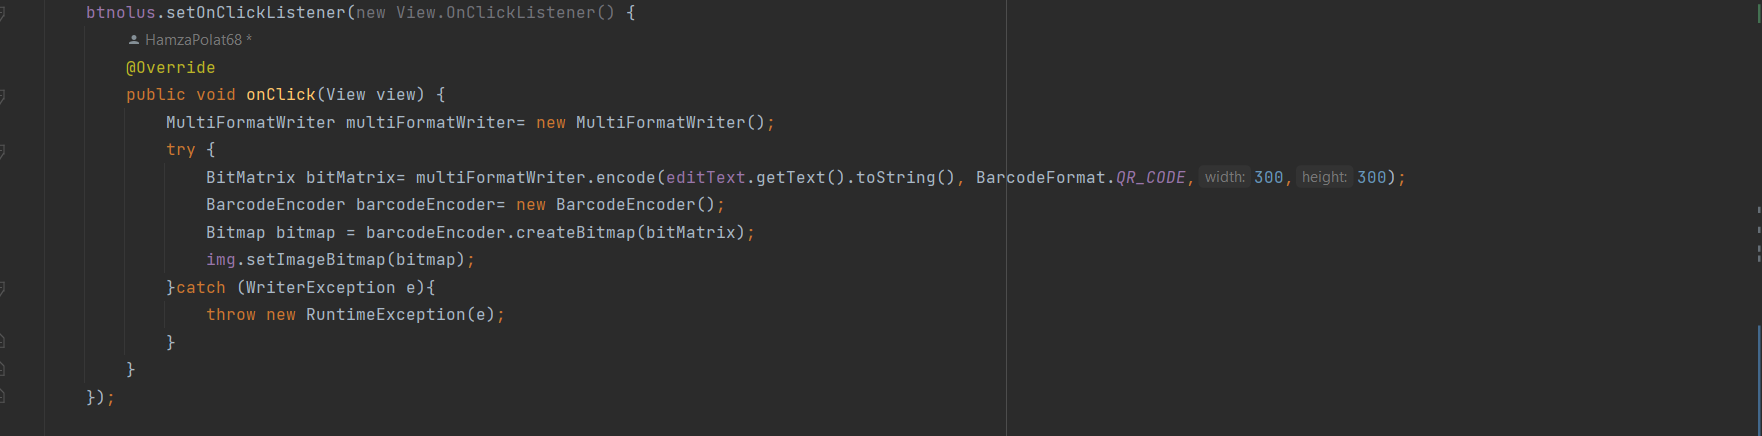 btnolus.setOnClickListener(new View.OnClickListener() {
HamzaPolat68 *
@Override
public void onClick(View view) {
MultiFormatWriter multiFormatWriter= new MultiFormatWriter();
try {
BitMatrix bitMatrix= multiFormatWriter.encode(editText.getText().toString(), BarcodeFormat.QR_CODE, width: 300, height: 300);
BarcodeEncoder barcodeEncoder= new BarcodeEncoder();
Bitmap bitmap = barcodeEncoder.createBitmap(bitMatrix);
img.setImageBitmap(bitmap);
}catch (WriterException e){
throw new RuntimeException(e);
}
}
});